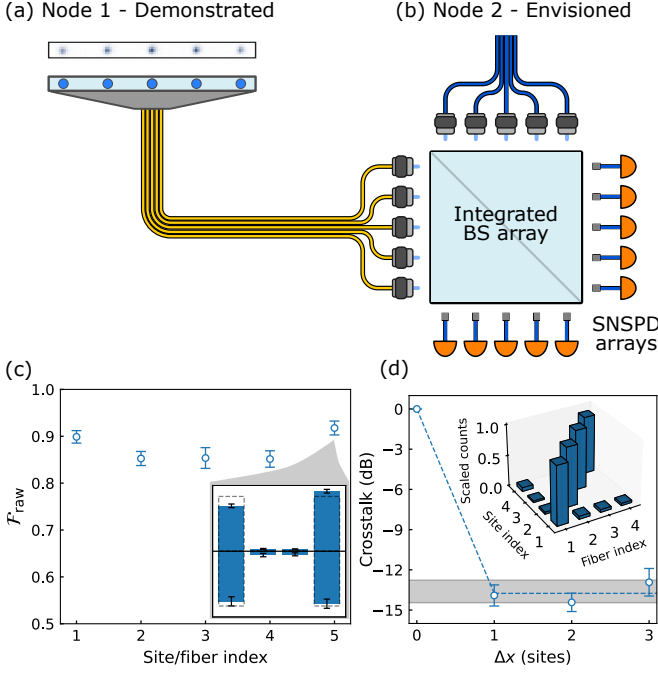 (a) Node 1 - Demonstrated
(b) Node 2 - Envisioned
Integrated
BS array
SNSPD
arrays
(c)
1.0
0.9
0.8
0.7
0.6
0.5
ℱraw
1 2 3 4 5
Site/fiber index
(d)
0
−3
−6
−9
−12
−15
Crosstalk (dB)
0 1 2 3
Δx (sites)
Scaled counts
1.0
0.5
0.0
4
3
2
1
Site index
1 2 3 4
Fiber index